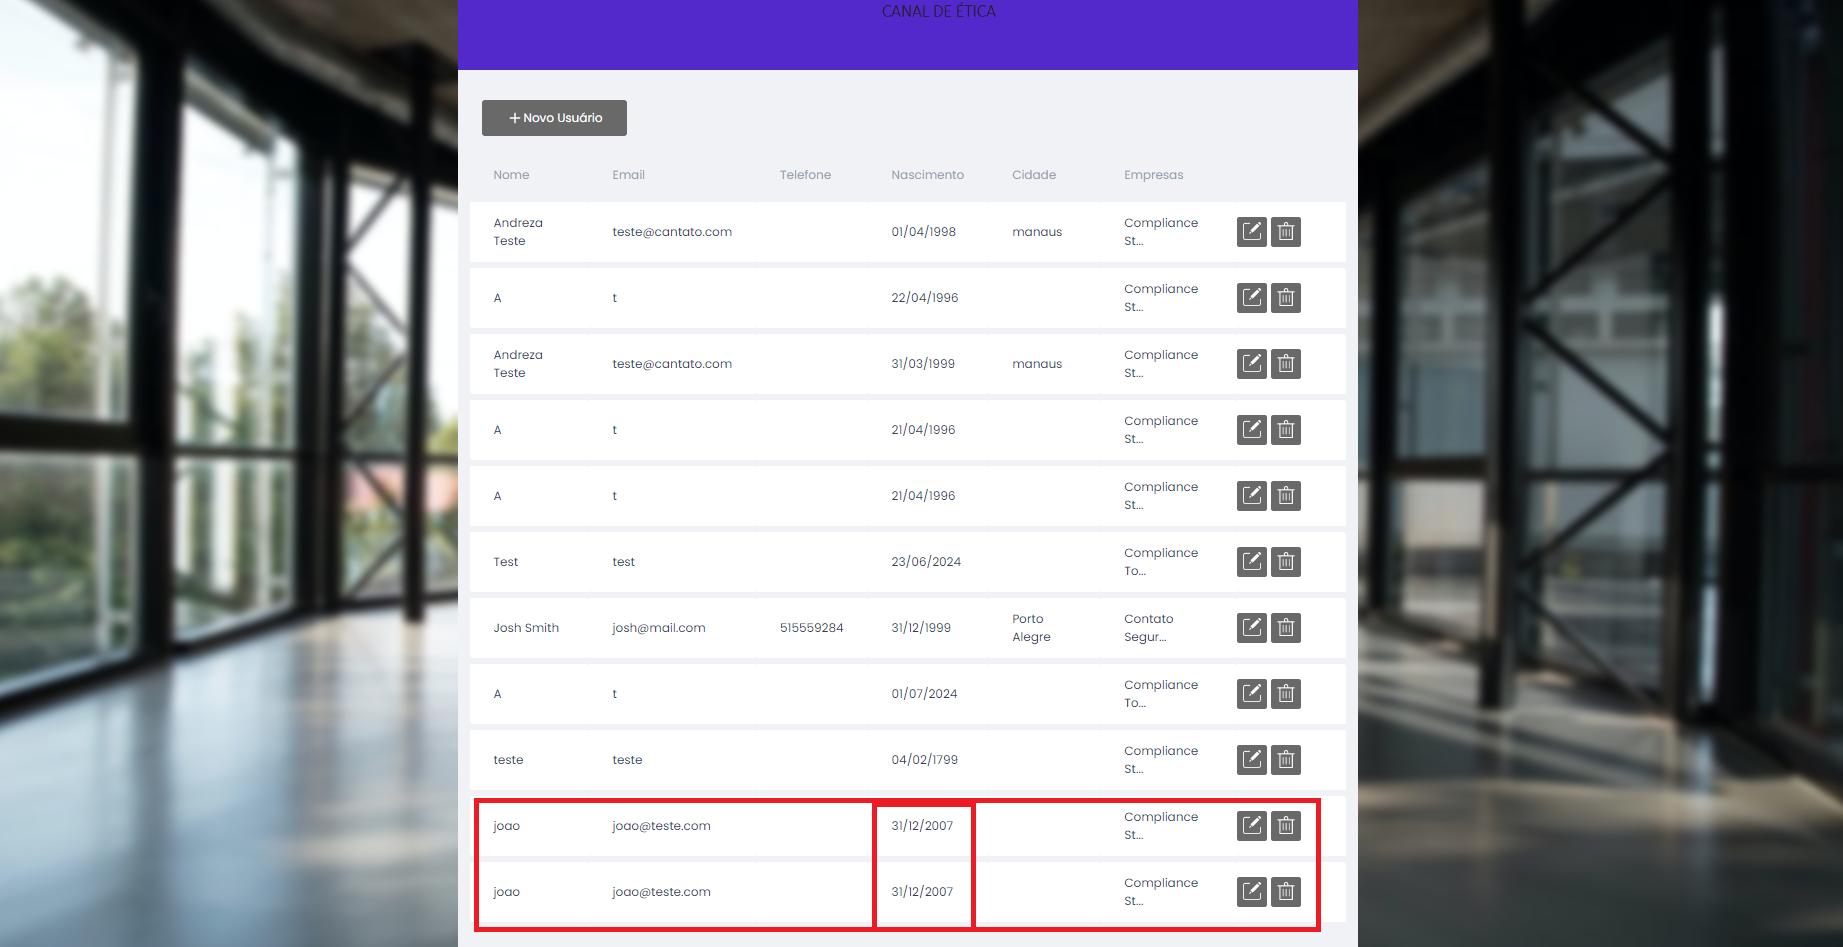 CANAL DE ÉTICA
+ Novo Usuário
Nome Email Telefone Nascimento Cidade Empresas
Andreza
Teste
teste@cantato.com 01/04/1998 manaus
Compliance
St...
A t 22/04/1996
Compliance
St...
Andreza
Teste
teste@cantato.com 31/03/1999 manaus
Compliance
St...
A t 21/04/1996
Compliance
St...
A t 21/04/1996
Compliance
St...
Test test 23/06/2024
Compliance
To...
Josh Smith josh@mail.com 515559284 31/12/1999
Porto
Alegre
Contato
Segur...
A t 01/07/2024
Compliance
To...
teste teste 04/02/1799
Compliance
St...
joao joao@teste.com 31/12/2007
Compliance
St...
joao joao@teste.com 31/12/2007
Compliance
St...